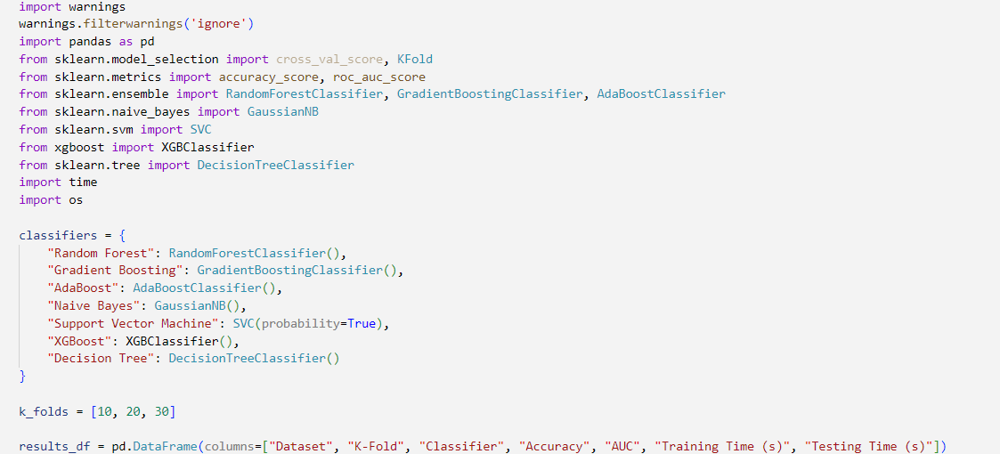 import warnings
warnings.filterwarnings('ignore')
import pandas as pd
from sklearn.model_selection import cross_val_score, KFold
from sklearn.metrics import accuracy_score, roc_auc_score
from sklearn.ensemble import RandomForestClassifier, GradientBoostingClassifier, AdaBoostClassifier
from sklearn.naive_bayes import GaussianNB
from sklearn.svm import SVC
from xgboost import XGBClassifier
from sklearn.tree import DecisionTreeClassifier
import time
import os

classifiers = {
    "Random Forest": RandomForestClassifier(),
    "Gradient Boosting": GradientBoostingClassifier(),
    "AdaBoost": AdaBoostClassifier(),
    "Naive Bayes": GaussianNB(),
    "Support Vector Machine": SVC(probability=True),
    "XGBoost": XGBClassifier(),
    "Decision Tree": DecisionTreeClassifier()
}

k_folds = [10, 20, 30]

results_df = pd.DataFrame(columns=["Dataset", "K-Fold", "Classifier", "Accuracy", "AUC", "Training Time (s)", "Testing Time (s)"])